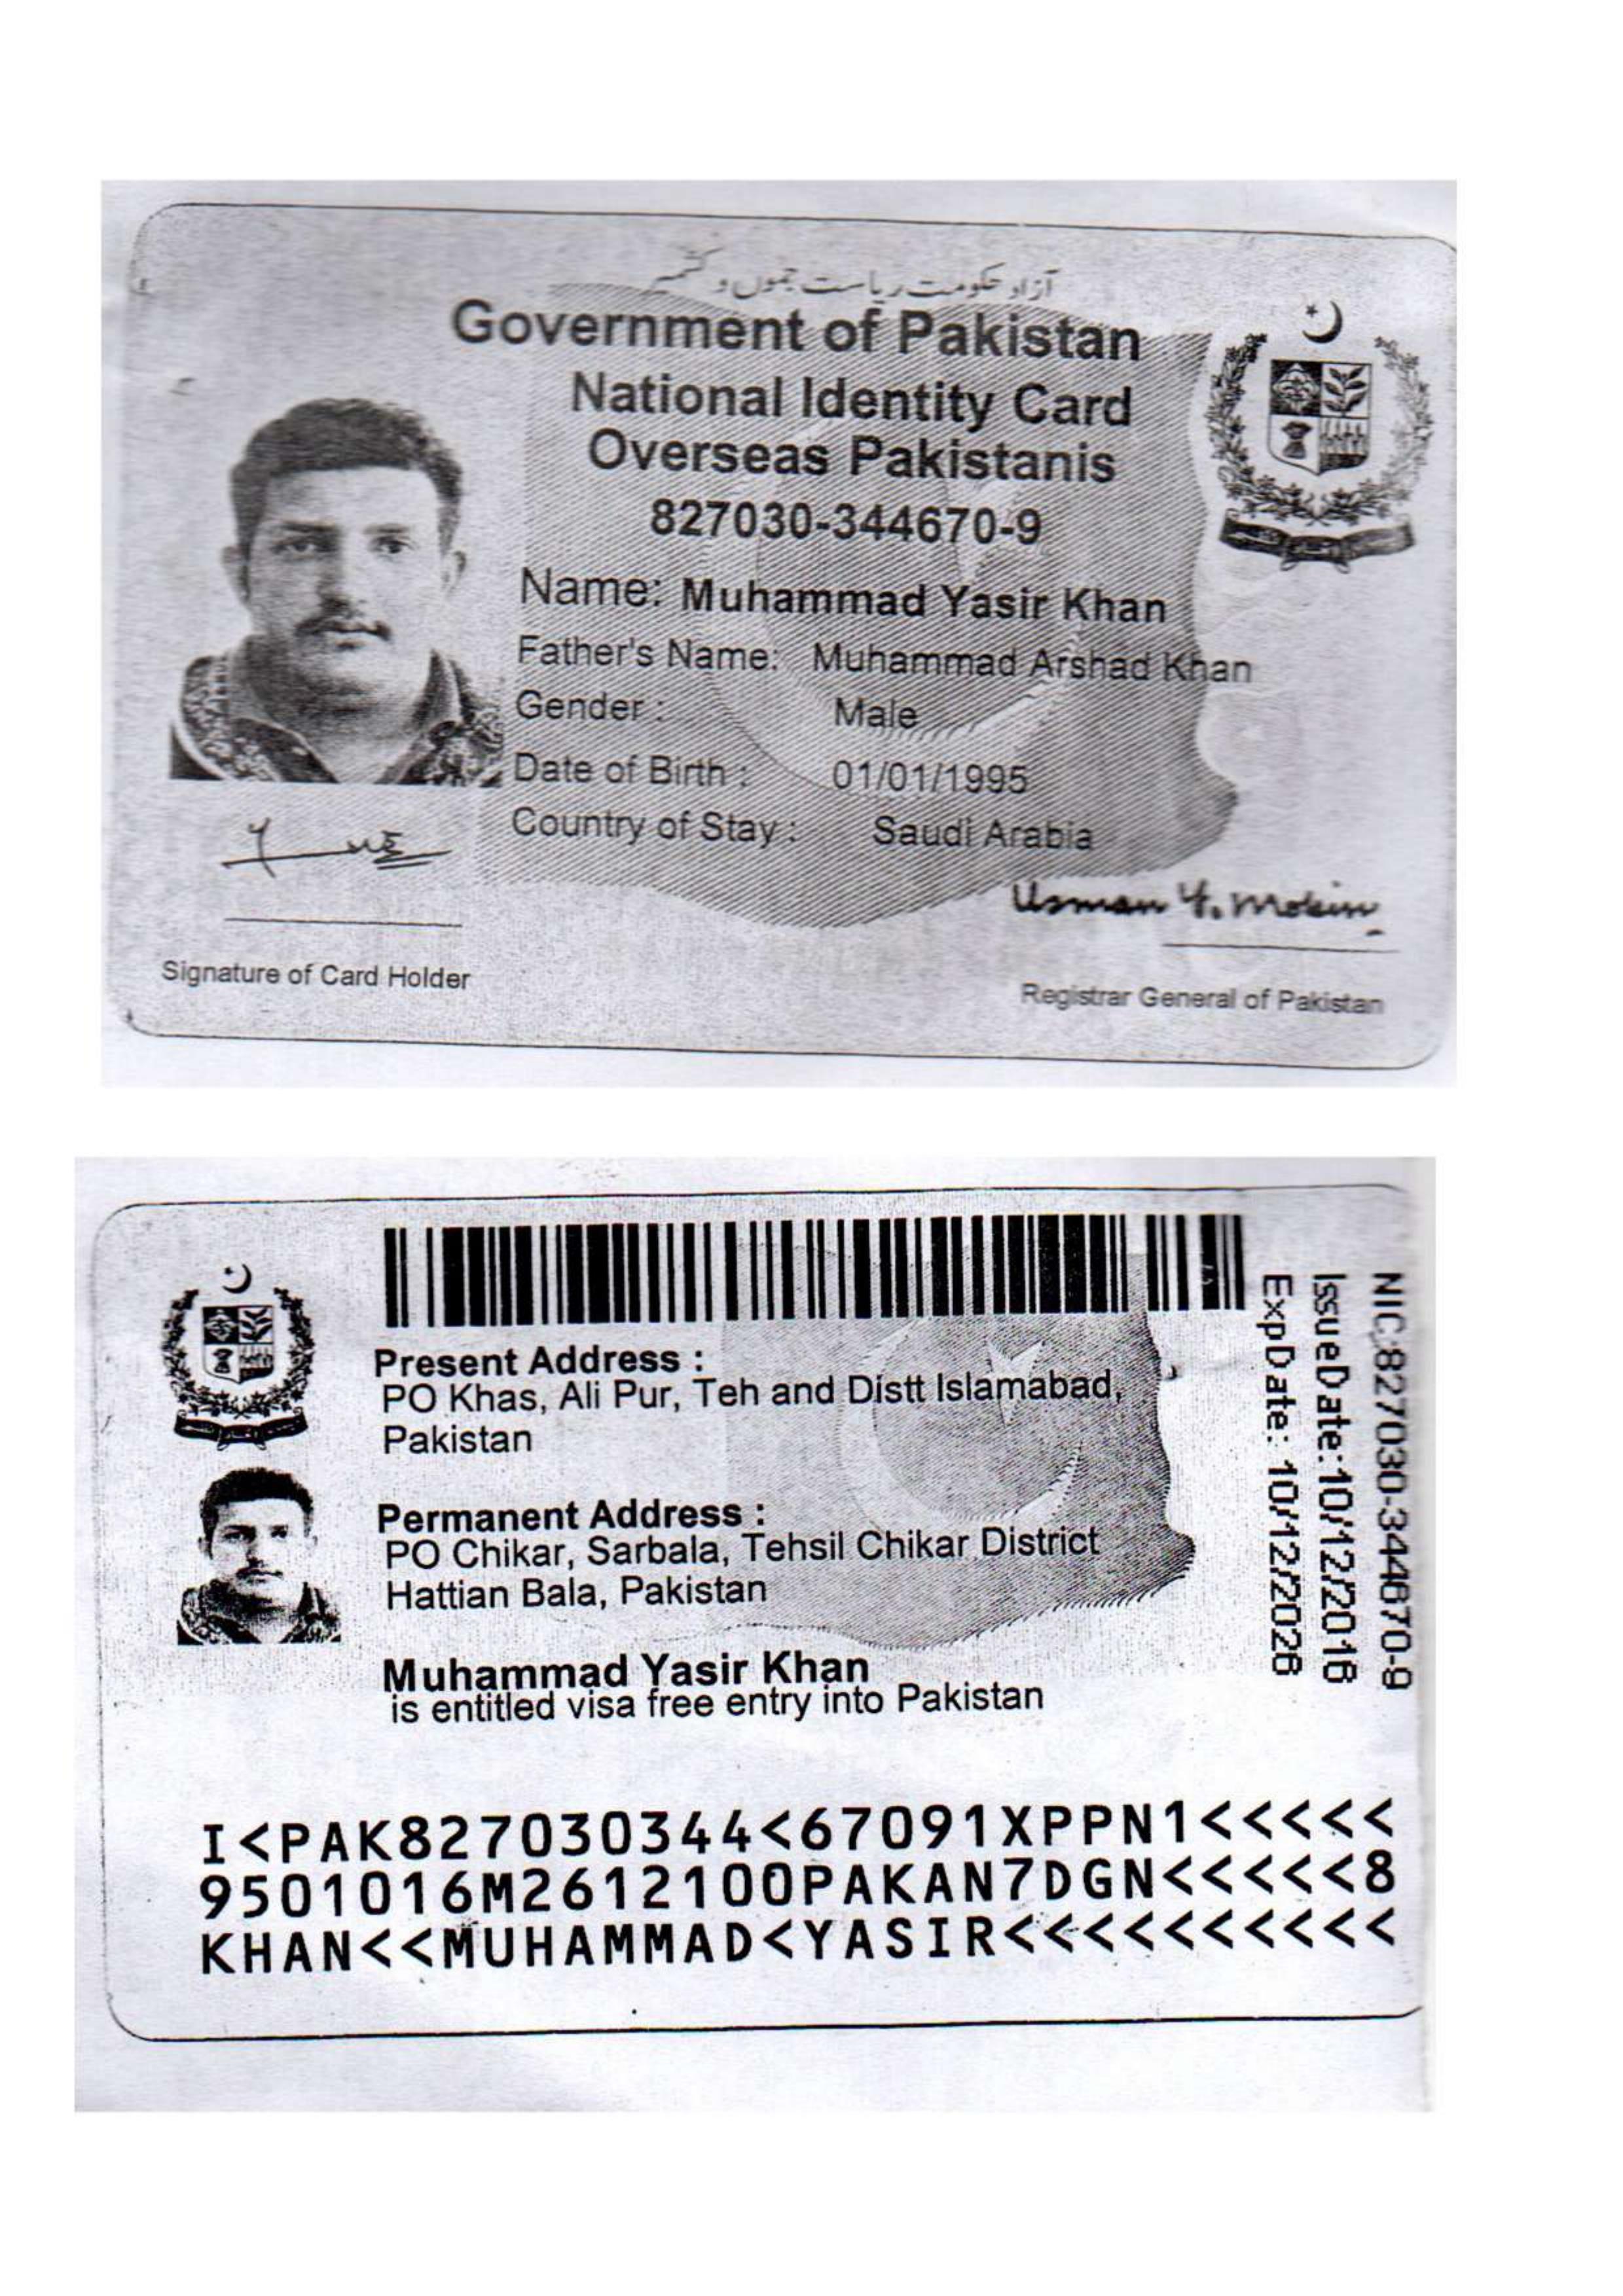 آزاد حکومت ریاست جموں و کشمیر
Government of Pakistan
National Identity Card
Overseas Pakistanis
827030-344670-9
Name: Muhammad Yasir Khan
Father's Name: Muhammad Arshad Khan
Gender : Male
Date of Birth : 01/01/1995
Country of Stay : Saudi Arabia
Usman Y. Mobin
Signature of Card Holder
Registrar General of Pakistan
NIC:827030-344670-9
IssueDate:10/12/2016
ExpDate: 10/12/2026
Present Address :
PO Khas, Ali Pur, Teh and Distt Islamabad,
Pakistan
Permanent Address :
PO Chikar, Sarbala, Tehsil Chikar District
Hattian Bala, Pakistan
Muhammad Yasir Khan
is entitled visa free entry into Pakistan
I<PAK827030344<67091XPPN1<<<<<
9501016M2612100PAKAN7DGN<<<<<8
KHAN<<MUHAMMAD<YASIR<<<<<<<<<<